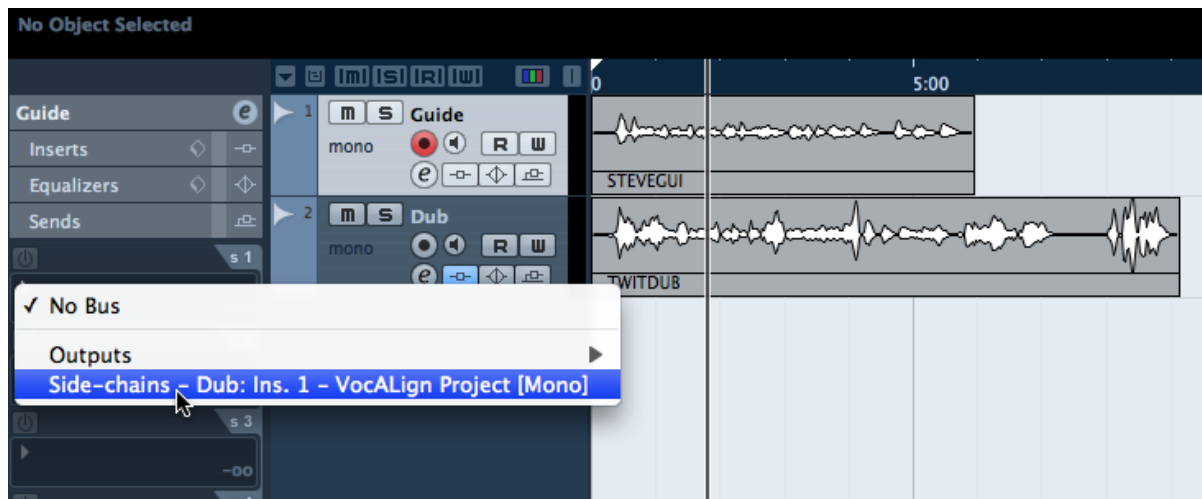 No Object Selected
m S R W
0 5:00
Guide e
1 m S Guide
Inserts
mono R W
e
Equalizers
STEVEGUI
Sends
2 m S Dub
s 1
mono R W
e
TWITDUB
✓ No Bus
Outputs
Side-chains – Dub: Ins. 1 – VocALign Project [Mono]
s 3
-oo